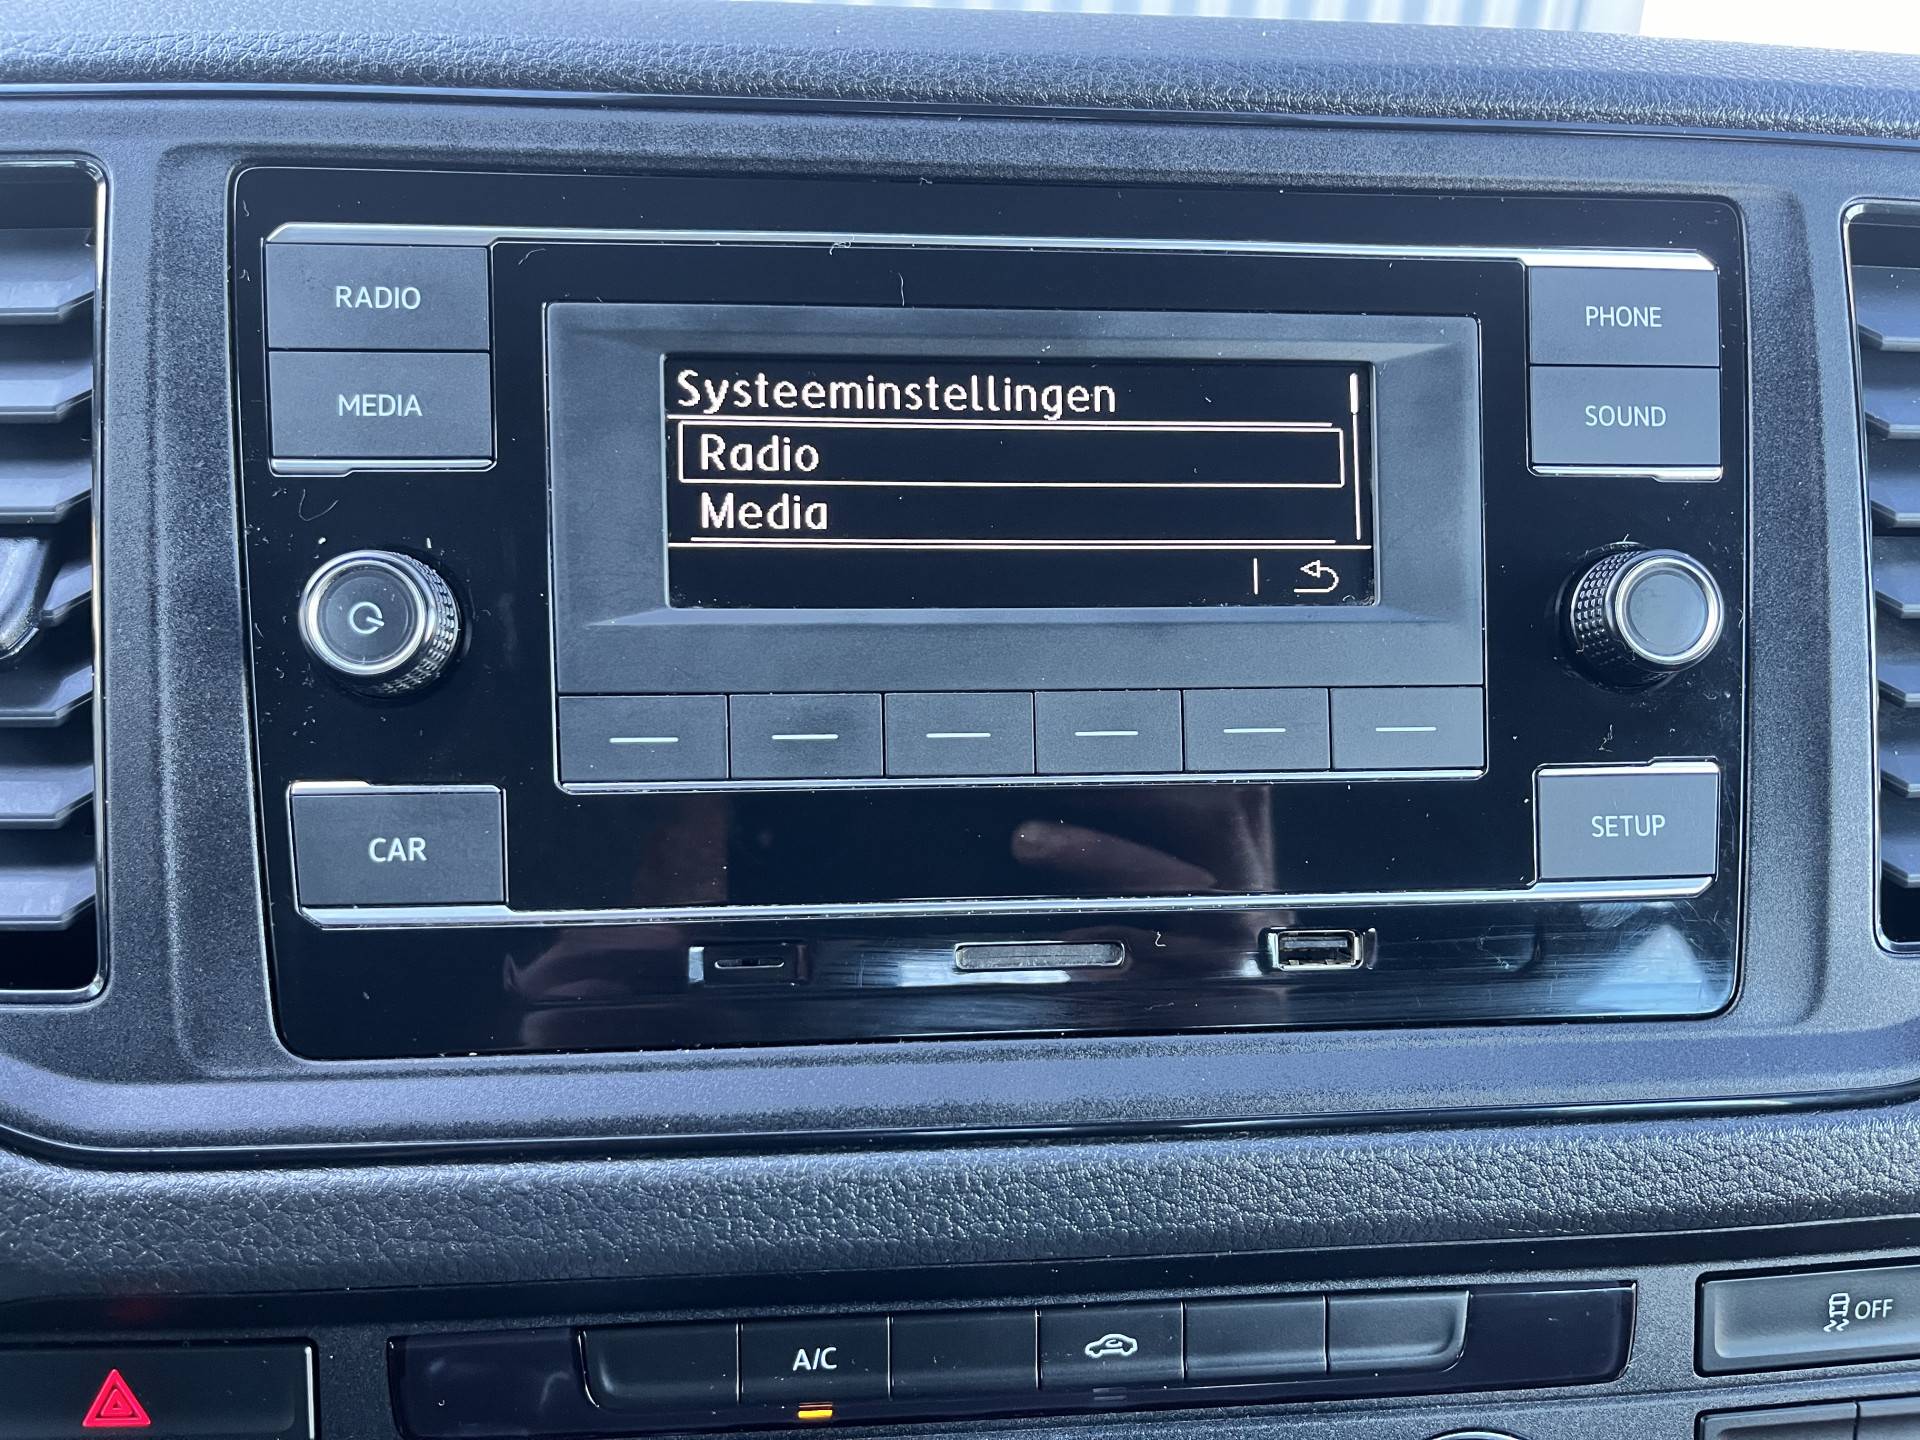 RADIO
PHONE
MEDIA
SOUND
Systeeminstellingen
Radio
Media
CAR
SETUP
A/C
OFF